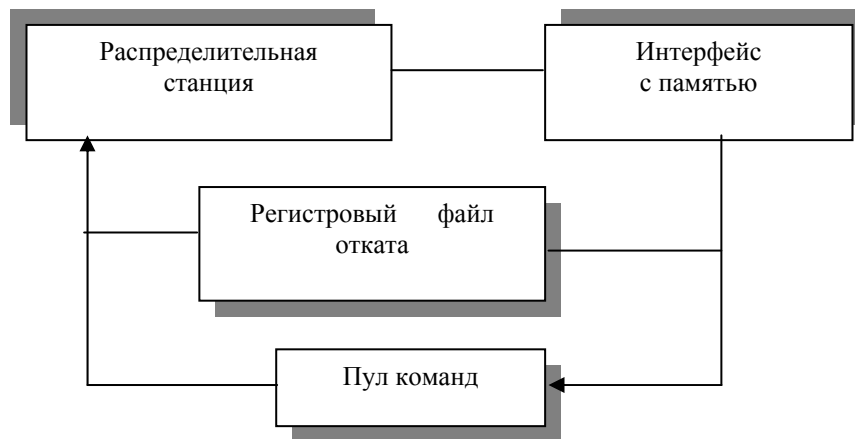 Распределительная
станция
Интерфейс
с памятью
Регистровый файл
отката
Пул команд